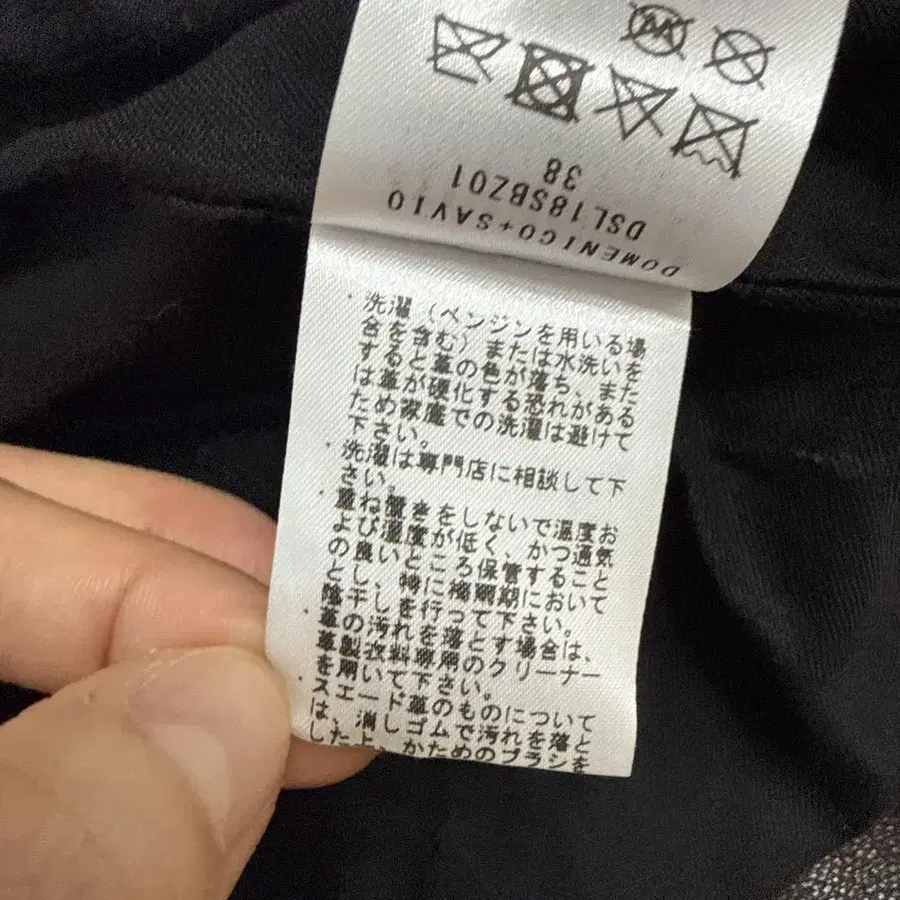 DOMENICO+SAVIO
DSL18SBZ01
38
・洗濯（ベンジンを用いる場
合を含む）または水洗いを
すると革の色が落ち、また
は革が硬化する恐れがある
ため家庭での洗濯は避けて
下さい。
・洗濯は専門店に相談して下
さい。
・重ね置きをしないで温度お
よび湿度が低く、かつ通気
の良いところ保管すること
とし、特に梅雨期において
陰干しを行って下さい。
・革の汚れを落とす場合は、
革製衣料専用のクリーナー
を用いて下さい。
・スエード革のものについて
は、消しゴムで汚れを落と
した上、かためのブラシを